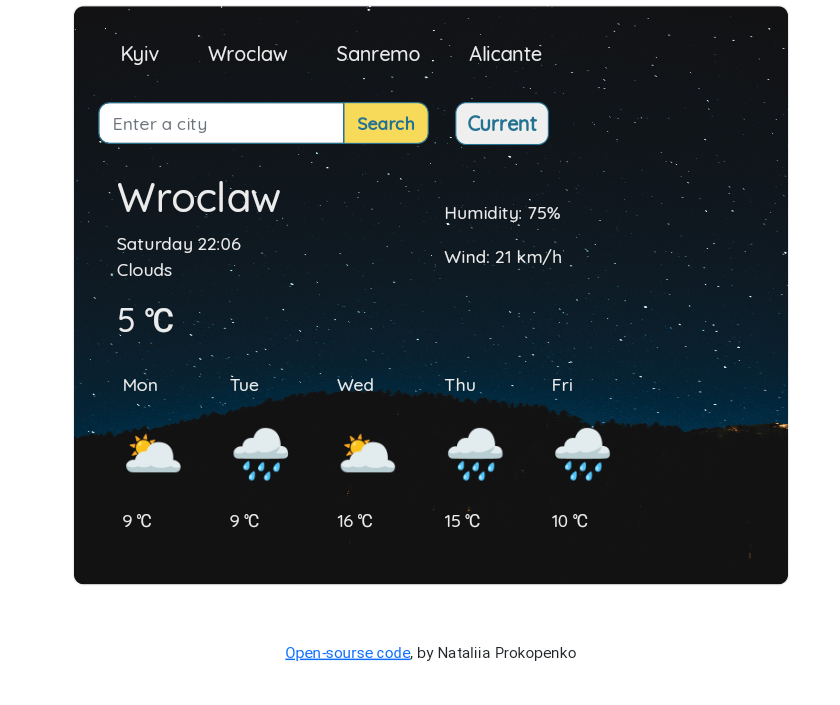 Kyiv Wroclaw Sanremo Alicante
Enter a city Search Current
Wroclaw
Saturday 22:06
Clouds
5 ℃
Humidity: 75%
Wind: 21 km/h
Mon Tue Wed Thu Fri
9 ℃ 9 ℃ 16 ℃ 15 ℃ 10 ℃
Open-sourse code, by Nataliia Prokopenko